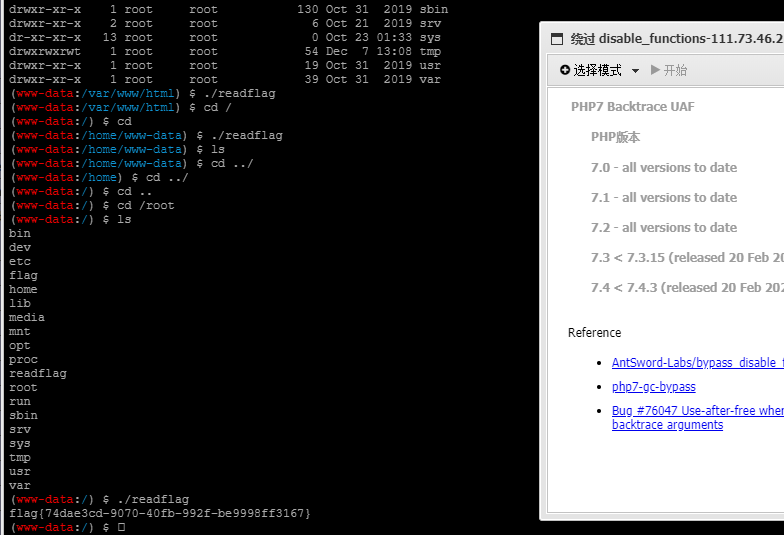 drwxr-xr-x 1 root root 130 Oct 31 2019 sbin
drwxr-xr-x 2 root root 6 Oct 21 2019 srv
dr-xr-xr-x 13 root root 0 Oct 23 01:33 sys
drwxrwxrwt 1 root root 54 Dec 7 13:08 tmp
drwxr-xr-x 1 root root 19 Oct 31 2019 usr
drwxr-xr-x 1 root root 39 Oct 31 2019 var
(www-data:/var/www/html) $ ./readflag
(www-data:/var/www/html) $ cd /
(www-data:/) $ cd
(www-data:/home/www-data) $ ./readflag
(www-data:/home/www-data) $ ls
(www-data:/home/www-data) $ cd ../
(www-data:/home) $ cd ../
(www-data:/) $ cd ..
(www-data:/) $ cd /root
(www-data:/) $ ls
bin
dev
etc
flag
home
lib
media
mnt
opt
proc
readflag
root
run
sbin
srv
sys
tmp
usr
var
(www-data:/) $ ./readflag
flag{74dae3cd-9070-40fb-992f-be9998ff3167}
(www-data:/) $
绕过 disable_functions-111.73.46.2
选择模式 开始
PHP7 Backtrace UAF
PHP版本
7.0 - all versions to date
7.1 - all versions to date
7.2 - all versions to date
7.3 < 7.3.15 (released 20 Feb 20
7.4 < 7.4.3 (released 20 Feb 202
Reference
AntSword-Labs/bypass_disable_f
php7-gc-bypass
Bug #76047 Use-after-free when
backtrace arguments